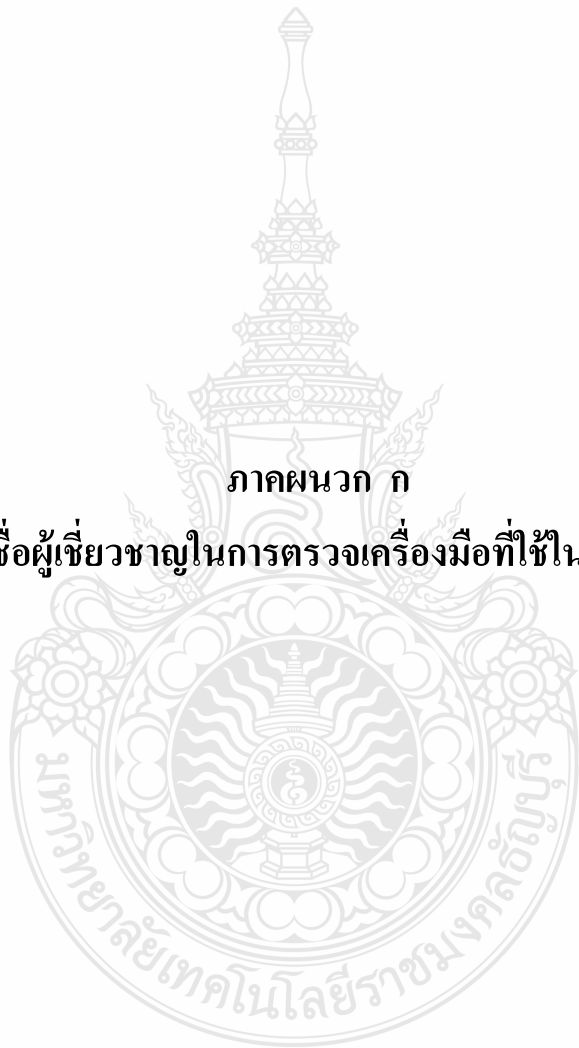 ภาคผนวก ก
ชื่อผู้เชี่ยวชาญในการตรวจเครื่องมือที่ใช้ใน
มหาวิทยาลัยเทคโนโลยีราชมงคลธัญบุรี